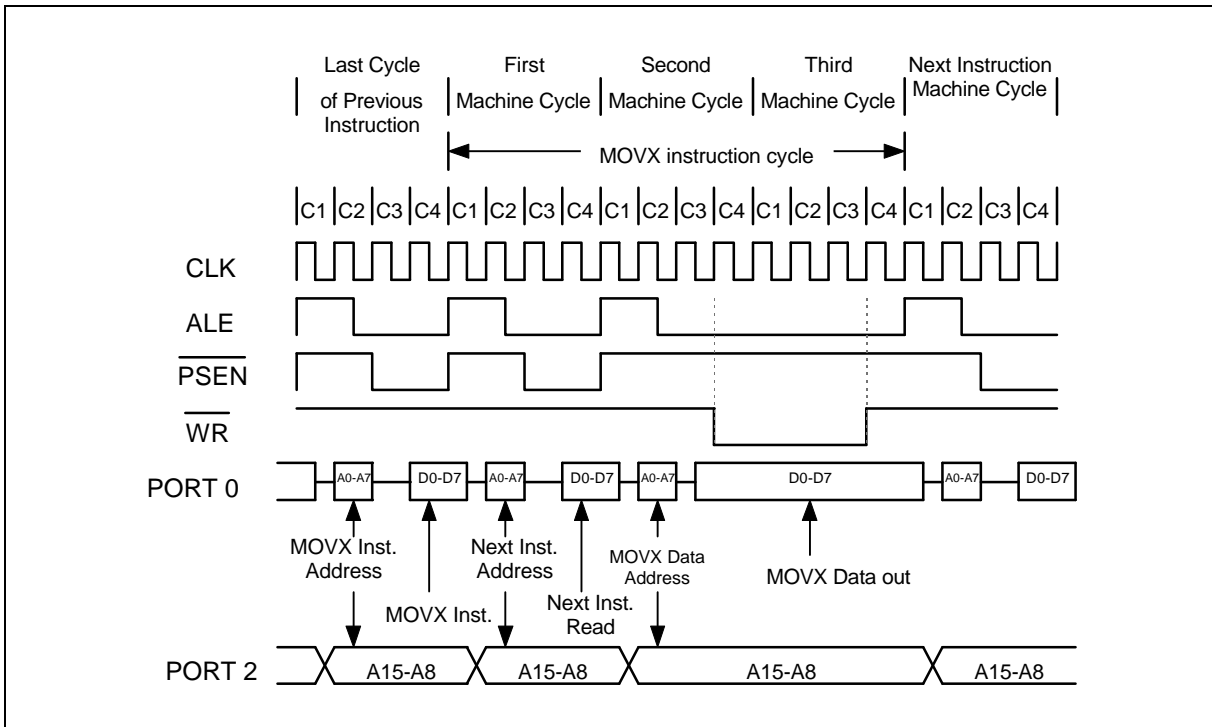 Last Cycle
of Previous
Instruction
First
Machine Cycle
Second
Machine Cycle
Third
Machine Cycle
Next Instruction
Machine Cycle
MOVX instruction cycle
C1 C2 C3 C4 C1 C2 C3 C4 C1 C2 C3 C4 C1 C2 C3 C4 C1 C2 C3 C4
CLK
ALE
PSEN
WR
PORT 0
A0-A7 D0-D7 A0-A7 D0-D7 A0-A7 D0-D7 A0-A7 D0-D7
MOVX Inst.
Address
MOVX Inst.
Next Inst.
Address
Next Inst.
Read
MOVX Data
Address
MOVX Data out
PORT 2
A15-A8 A15-A8 A15-A8 A15-A8